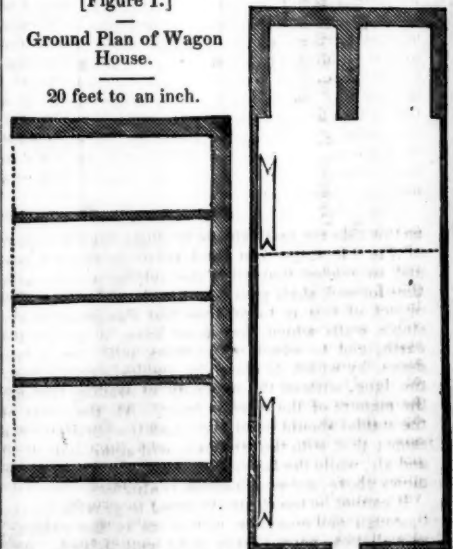 [Figure 1.]
Ground Plan of Wagon
House.
20 feet to an inch.